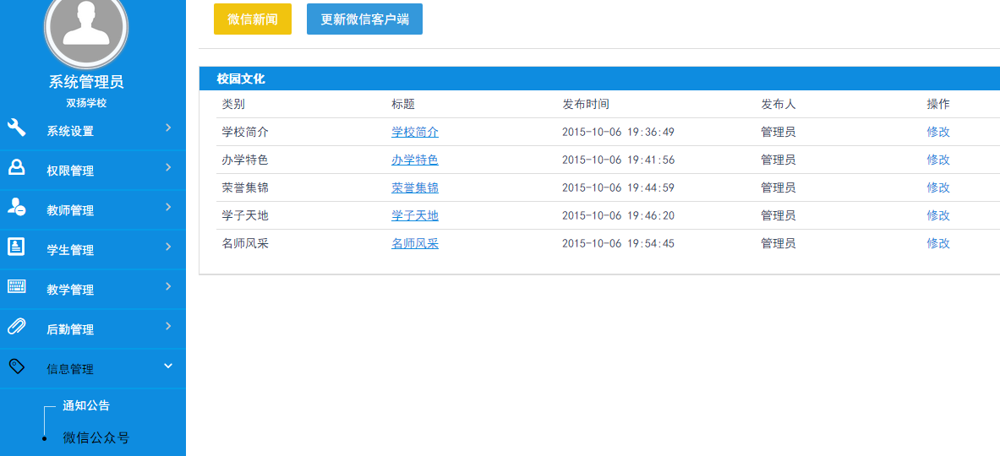 微信新闻 更新微信客户端
系统管理员
双扬学校
系统设置
权限管理
教师管理
学生管理
教学管理
后勤管理
信息管理
通知公告
微信公众号
校园文化
类别 标题 发布时间 发布人 操作
学校简介 学校简介 2015-10-06 19:36:49 管理员 修改
办学特色 办学特色 2015-10-06 19:41:56 管理员 修改
荣誉集锦 荣誉集锦 2015-10-06 19:44:59 管理员 修改
学子天地 学子天地 2015-10-06 19:46:20 管理员 修改
名师风采 名师风采 2015-10-06 19:54:45 管理员 修改